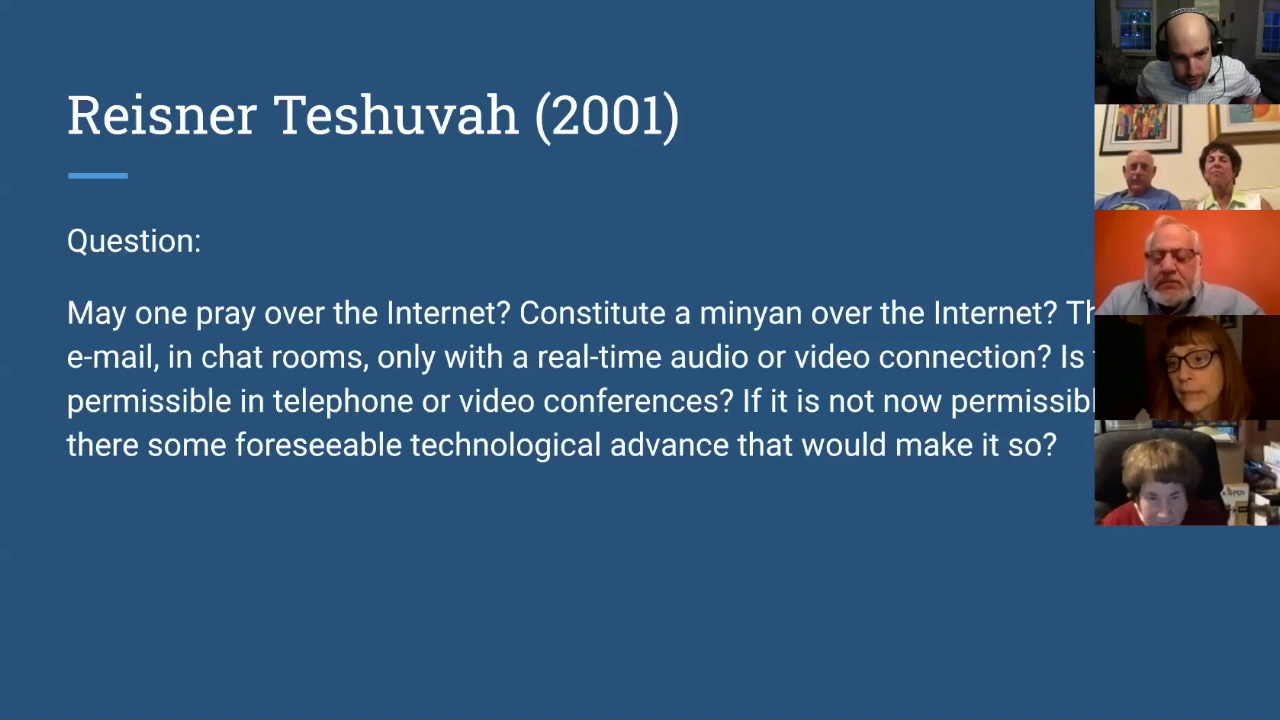 Reisner Teshuvah (2001)
Question:
May one pray over the Internet? Constitute a minyan over the Internet?
e-mail, in chat rooms, only with a real-time audio or video connection? Is
permissible in telephone or video conferences? If it is not now
there some foreseeable technological advance that would make it so?